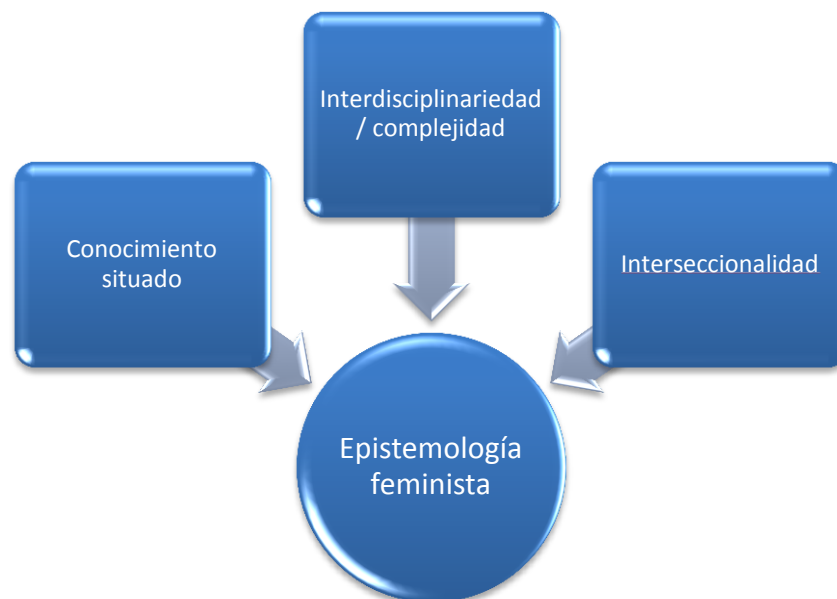 Interdisciplinariedad
/ complejidad
Conocimiento
situado
Interseccionalidad
Epistemología
feminista